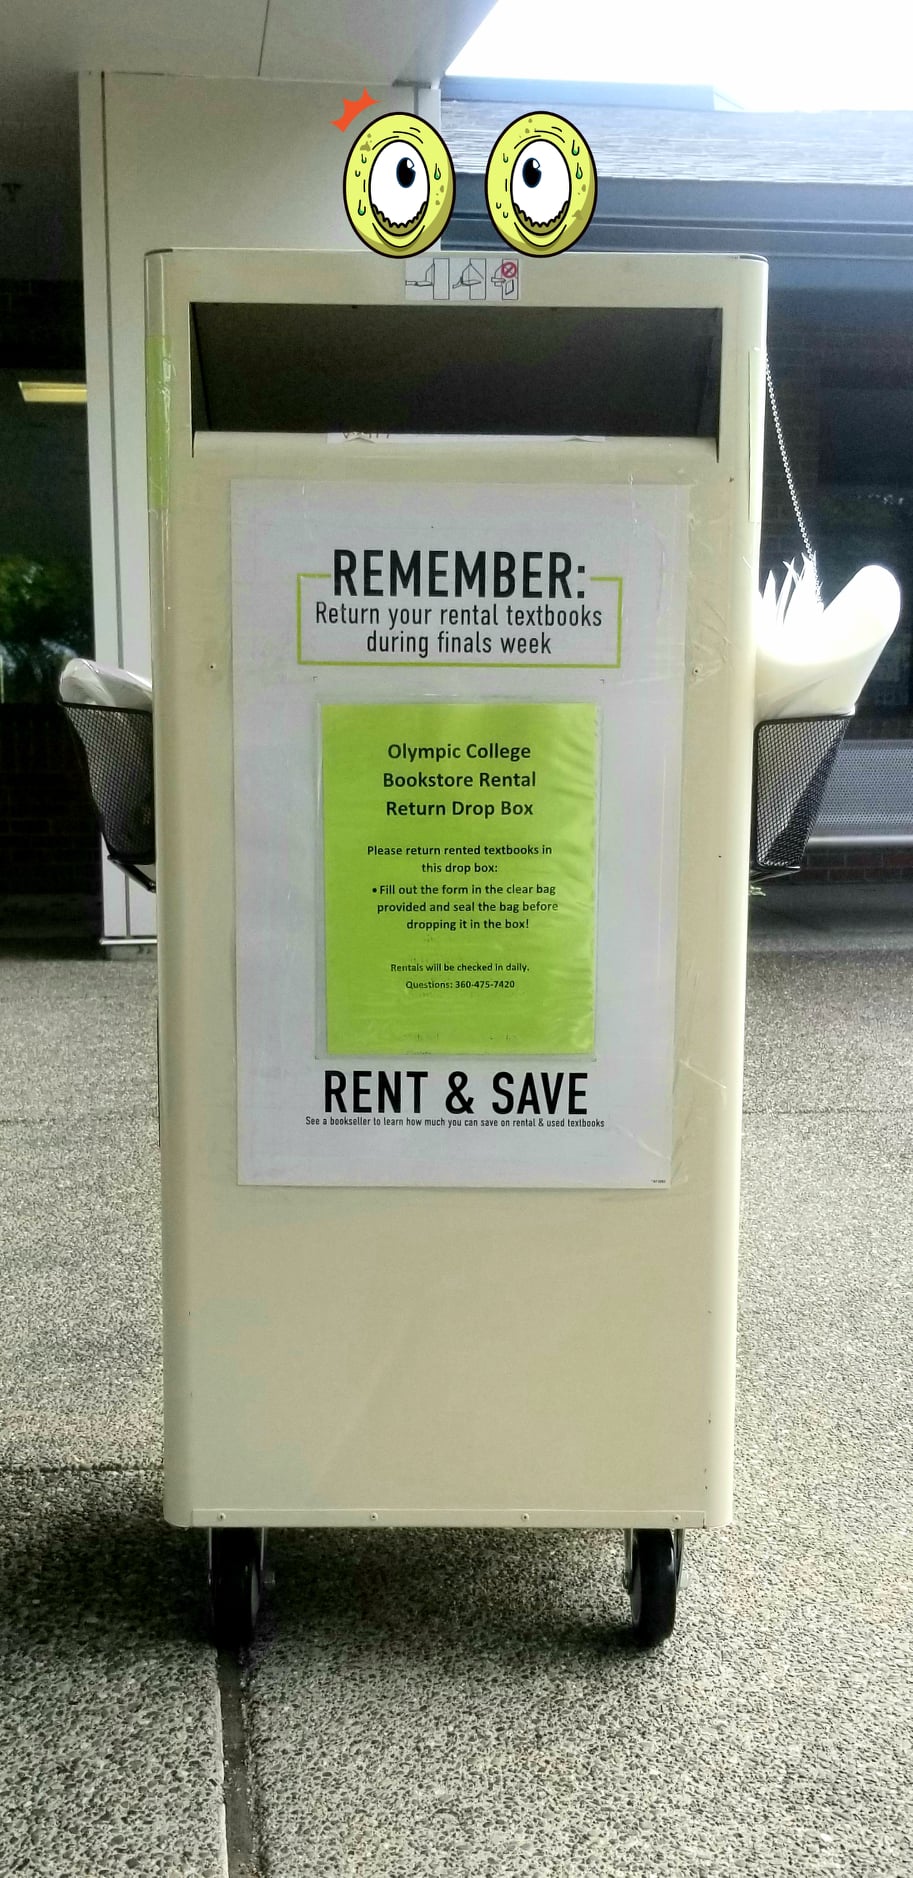 REMEMBER:
Return your rental textbooks
during finals week
Olympic College
Bookstore Rental
Return Drop Box
Please return rented textbooks in
this drop box:
• Fill out the form in the clear bag
provided and seal the bag before
dropping it in the box!
Rentals will be checked in daily.
Questions: 360-475-7420
RENT & SAVE
See a bookseller to learn how much you can save on rental & used textbooks